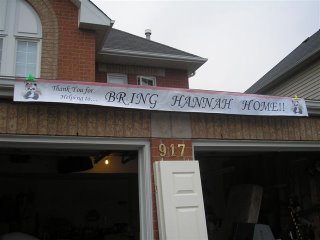 Thank You for
Helping to.... BRING HANNAH HOME!!
917